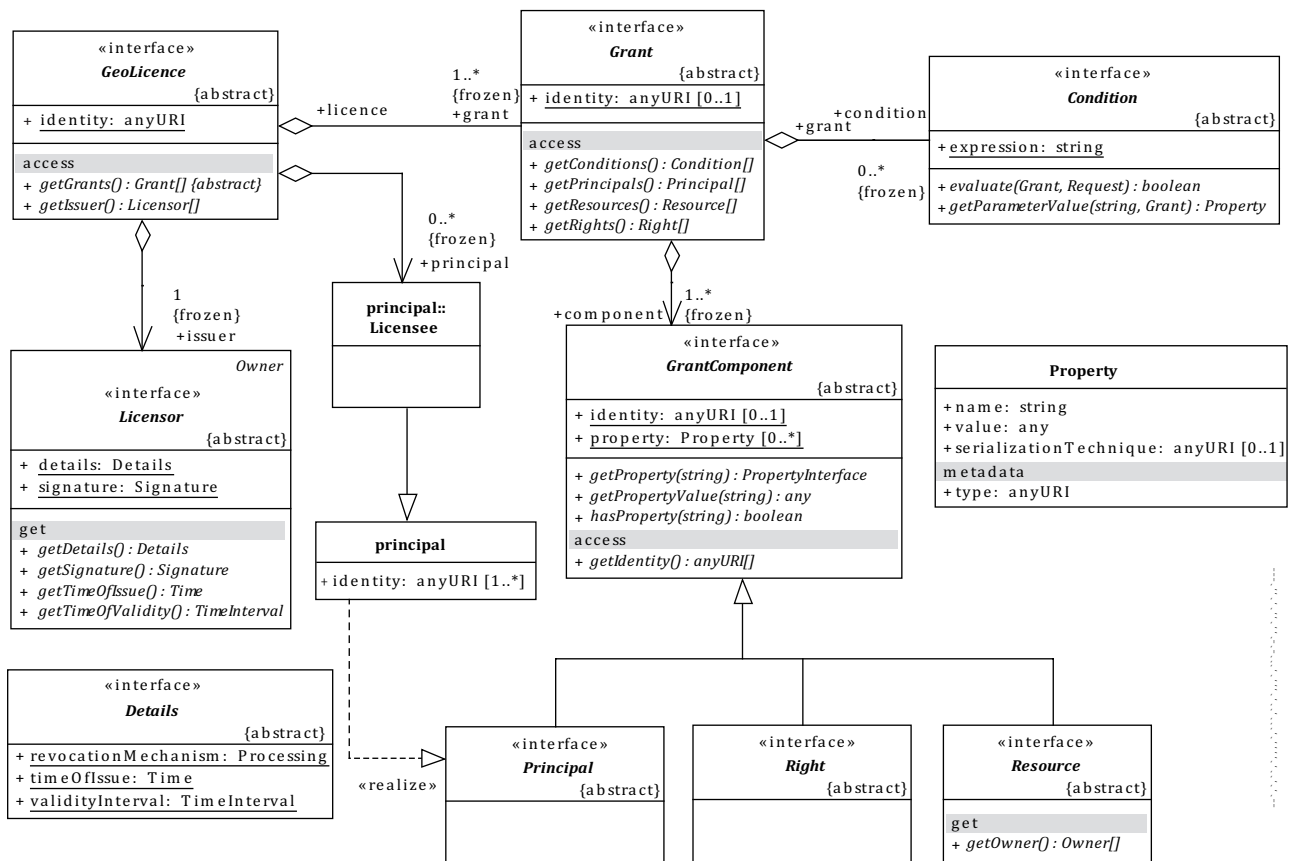 «interface»
GeoLicence
{abstract}
+ identity: anyURI
access
+ getGrants() : Grant[] {abstract}
+ getIssuer() : Licensor[]
+licence
1..*
{frozen}
+grant
«interface»
Grant
{abstract}
+ identity: anyURI [0..1]
access
+ getConditions() : Condition[]
+ getPrincipals() : Principal[]
+ getResources() : Resource[]
+ getRights() : Right[]
+condition
+grant
0..*
{frozen}
«interface»
Condition
{abstract}
+ expression: string
+ evaluate(Grant, Request) : boolean
+ getParameterValue(string, Grant) : Property
0..*
{frozen}
+principal
1
{frozen}
+issuer
principal::
Licensee
1..*
+component {frozen}
Owner
«interface»
Licensor
{abstract}
+ details: Details
+ signature: Signature
get
+ getDetails() : Details
+ getSignature() : Signature
+ getTimeOfIssue() : Time
+ getTimeOfValidity() : TimeInterval
principal
+ identity: anyURI [1..*]
«interface»
GrantComponent
{abstract}
+ identity: anyURI [0..1]
+ property: Property [0..*]
+ getProperty(string) : PropertyInterface
+ getPropertyValue(string) : any
+ hasProperty(string) : boolean
access
+ getIdentity() : anyURI[]
Property
+ name: string
+ value: any
+ serializationTechnique: anyURI [0..1]
metadata
+ type: anyURI
«interface»
Details
{abstract}
+ revocationMechanism: Processing
+ timeOfIssue: Time
+ validityInterval: TimeInterval
«realize»
«interface»
Principal
{abstract}
«interface»
Right
{abstract}
«interface»
Resource
{abstract}
get
+ getOwner() : Owner[]